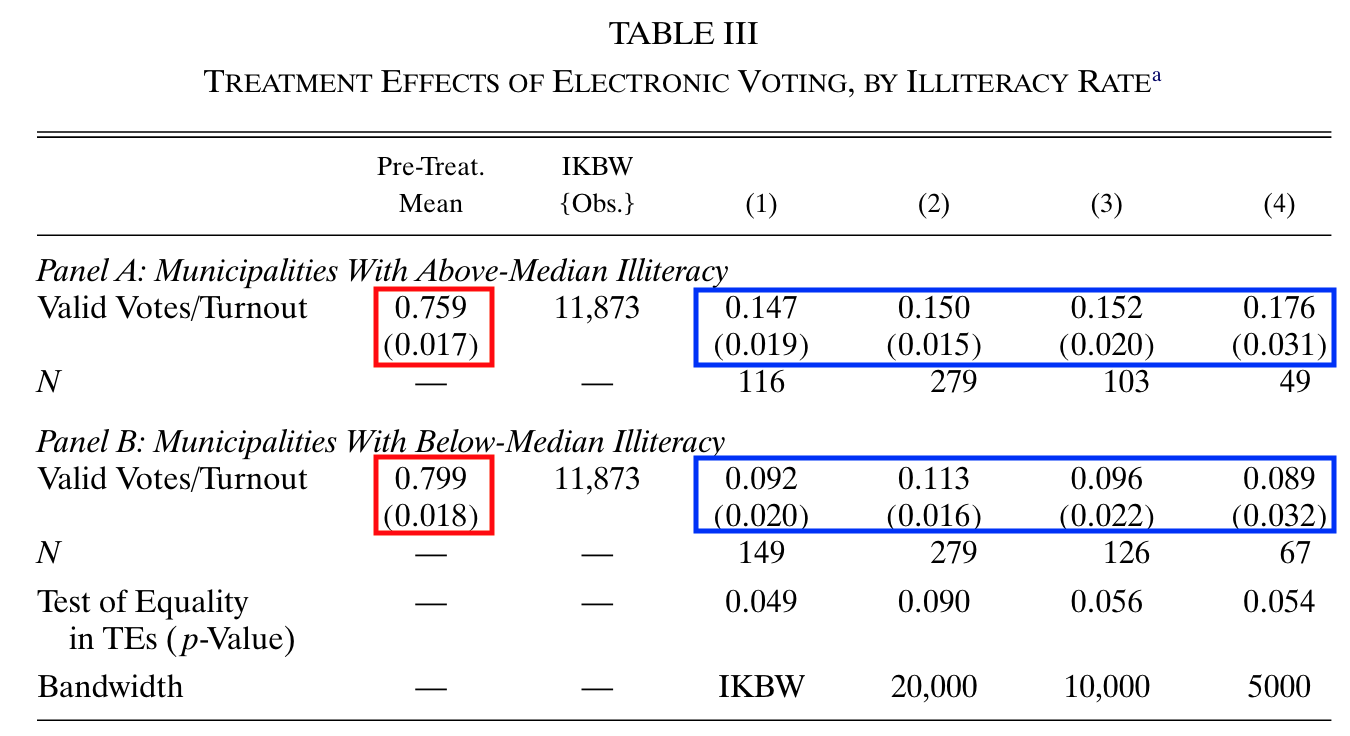 TABLE III
TREATMENT EFFECTS OF ELECTRONIC VOTING, BY ILLITERACY RATEa
Pre-Treat. IKBW
Mean {Obs.} (1) (2) (3) (4)
Panel A: Municipalities With Above-Median Illiteracy
Valid Votes/Turnout 0.759 11,873 0.147 0.150 0.152 0.176
(0.017) (0.019) (0.015) (0.020) (0.031)
N — — 116 279 103 49
Panel B: Municipalities With Below-Median Illiteracy
Valid Votes/Turnout 0.799 11,873 0.092 0.113 0.096 0.089
(0.018) (0.020) (0.016) (0.022) (0.032)
N — — 149 279 126 67
Test of Equality — — 0.049 0.090 0.056 0.054
in TEs (p-Value)
Bandwidth — — IKBW 20,000 10,000 5000